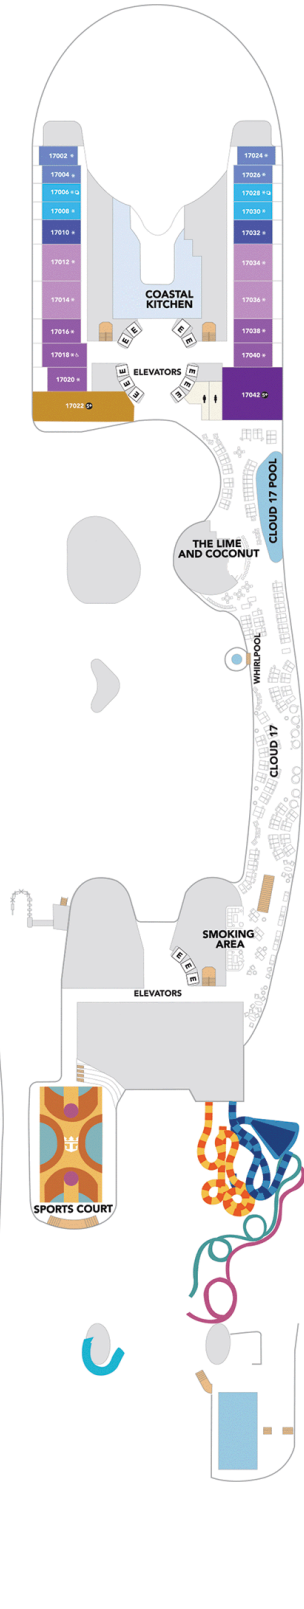 17002
17024
17004
17026
17006
17028
17008
17030
17010
17032
17012
17034
17014
17036
COASTAL
KITCHEN
17016
17038
E E E
E E E
17018
17040
ELEVATORS
17020
E E E
E E E
17042
17022
CLOUD 17 POOL
THE LIME
AND COCONUT
WHIRLPOOL
CLOUD 17
SMOKING
AREA
E E E
ELEVATORS
SPORTS COURT